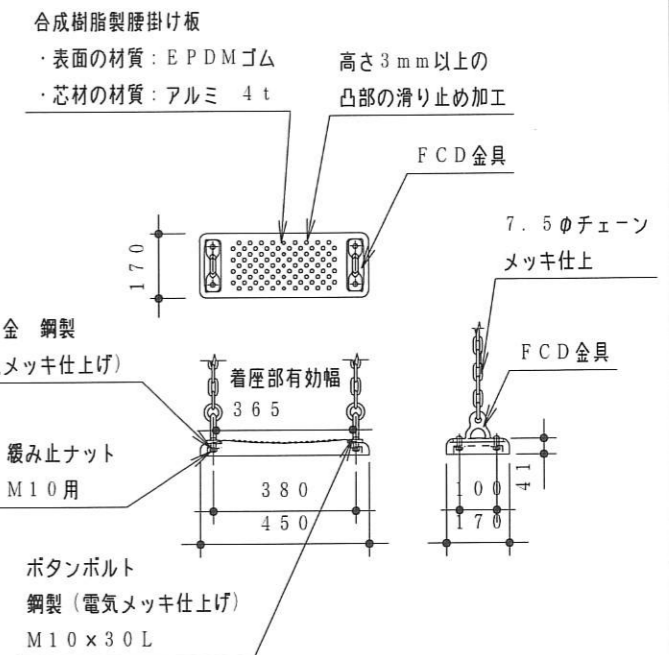 合成樹脂製腰掛け板
・表面の材質：ＥＰＤＭゴム
・芯材の材質：アルミ　４ｔ
高さ３ｍｍ以上の
凸部の滑り止め加工
ＦＣＤ金具
７．５φチェーン
メッキ仕上
170
金　鋼製
メッキ仕上げ）
着座部有効幅
365
ＦＣＤ金具
緩み止ナット
Ｍ１０用
380
450
100
170
41
ボタンボルト
鋼製（電気メッキ仕上げ）
Ｍ１０×３０Ｌ